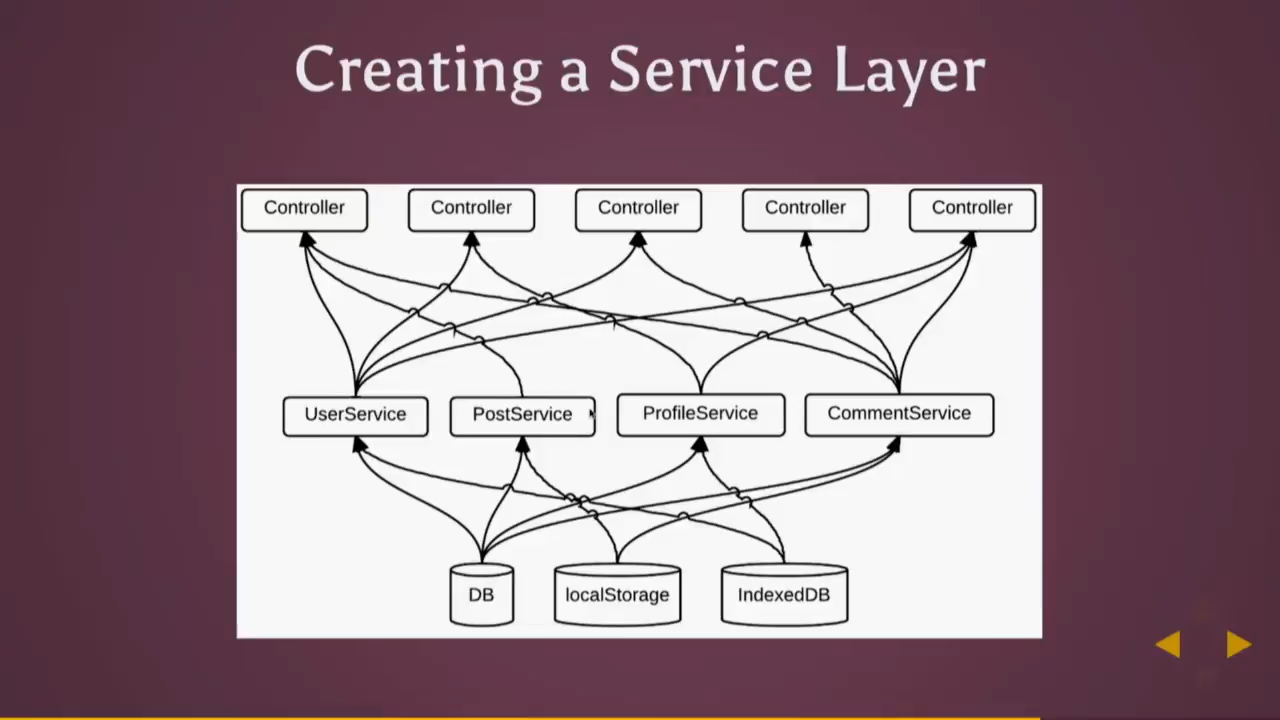 Creating a Service Layer
Controller Controller Controller Controller Controller
UserService PostService ProfileService CommentService
DB localStorage IndexedDB